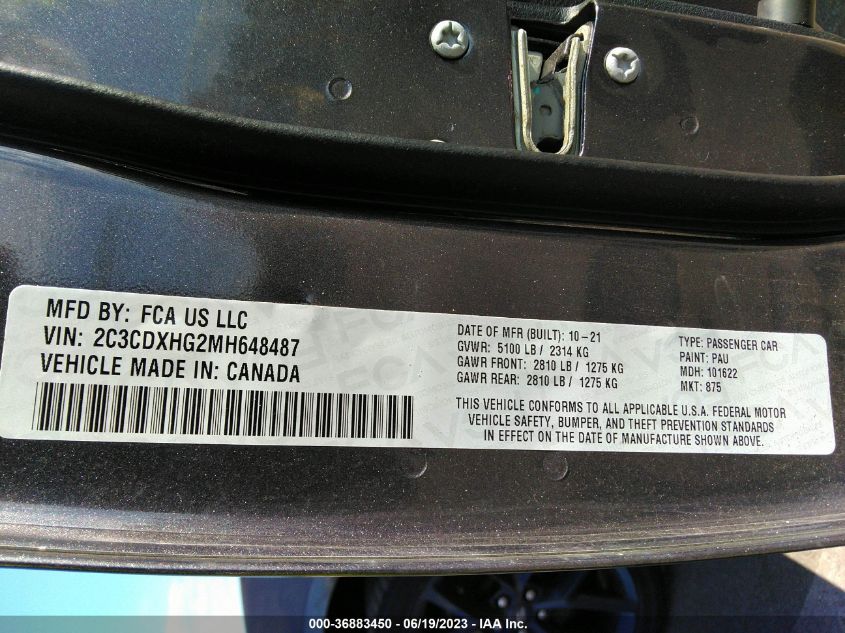 MFD BY: FCA US LLC
VIN: 2C3CDXHG2MH648487
VEHICLE MADE IN: CANADA
DATE OF MFR (BUILT): 10-21
GVWR: 5100 LB / 2314 KG
GAWR FRONT: 2810 LB / 1275 KG
GAWR REAR: 2810 LB / 1275 KG
TYPE: PASSENGER CAR
PAINT: PAU
MDH: 101622
MKT: 875
THIS VEHICLE CONFORMS TO ALL APPLICABLE U.S.A. FEDERAL MOTOR
VEHICLE SAFETY, BUMPER, AND THEFT PREVENTION STANDARDS
IN EFFECT ON THE DATE OF MANUFACTURE SHOWN ABOVE.
000-36883450 - 06/19/2023 - IAA Inc.